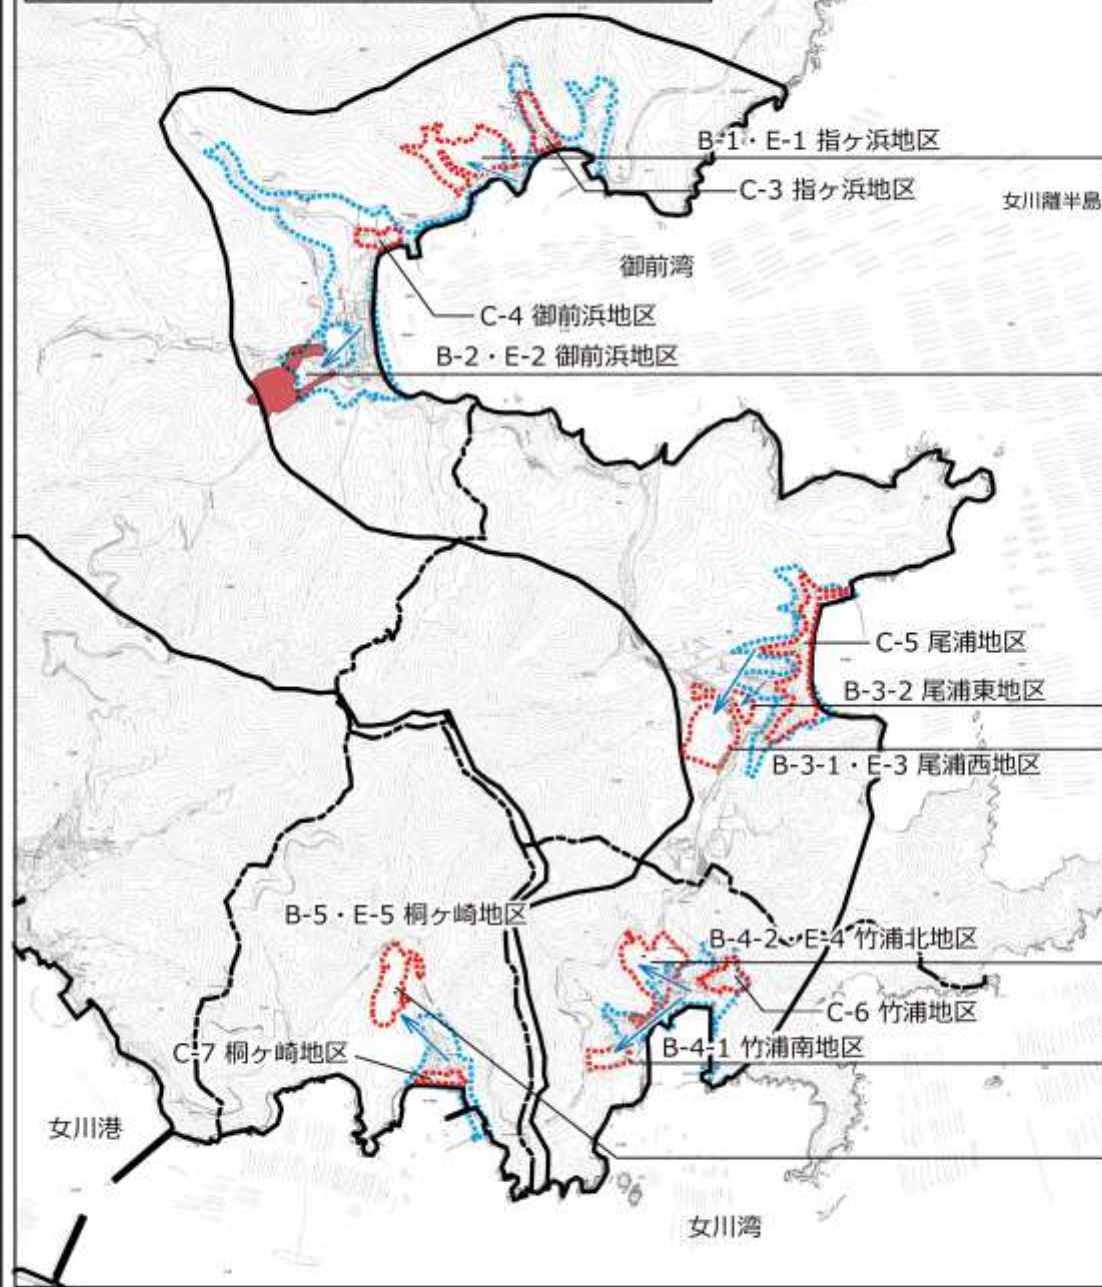 B-1・E-1 指ヶ浜地区
C-3 指ヶ浜地区
女川離半島
御前湾
C-4 御前浜地区
B-2・E-2 御前浜地区
C-5 尾浦地区
B-3-2 尾浦東地区
B-3-1・E-3 尾浦西地区
B-5・E-5 桐ヶ崎地区
B-4-2・E-4 竹浦北地区
C-6 竹浦地区
B-4-1 竹浦南地区
C-7 桐ヶ崎地区
女川港
女川湾